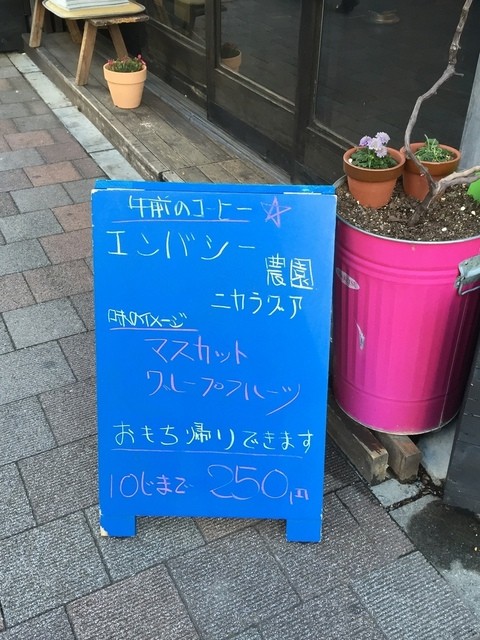 午前のコーヒー☆
エンバシー
農園
ニカラグア
味のイメージ
マスカット
グレープフルーツ
おもち帰りできます
10じまで 250円